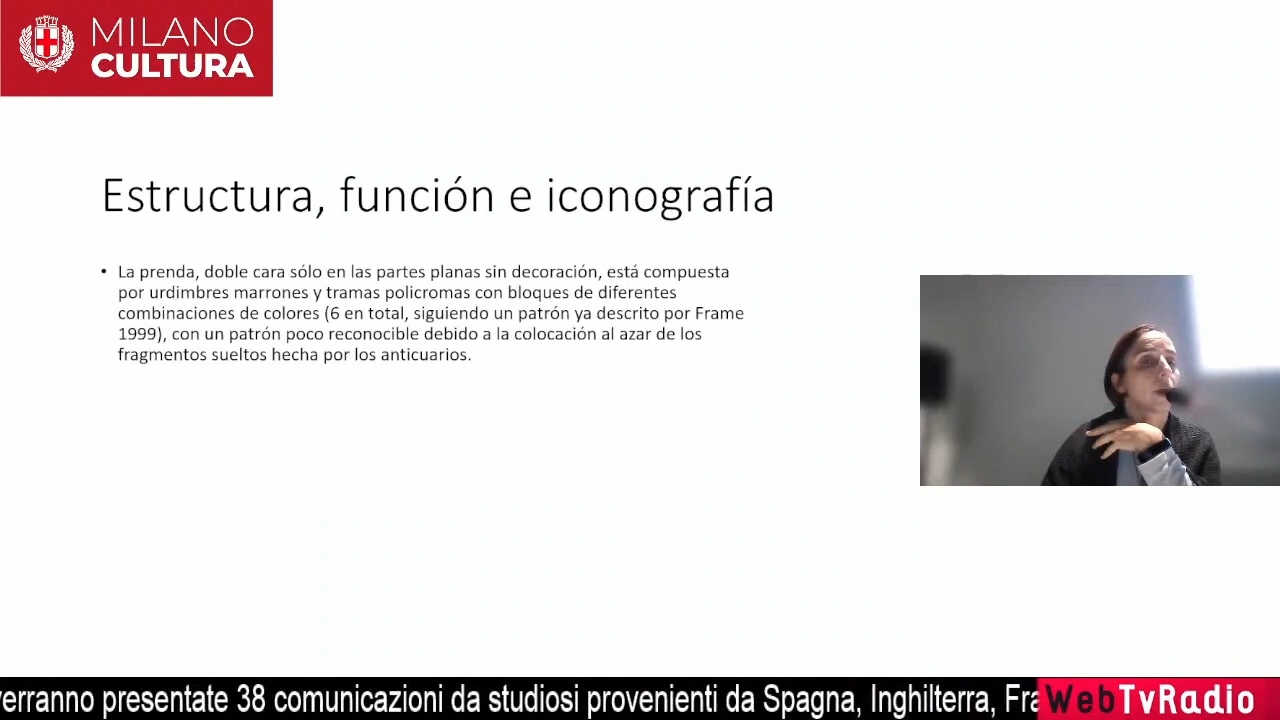 MILANO
CULTURA
Estructura, función e iconografía
• La prenda, doble cara sólo en las partes planas sin decoración, está compuesta
por urdimbres marrones y tramas policromas con bloques de diferentes
combinaciones de colores (6 en total, siguiendo un patrón ya descrito por Frame
1999), con un patrón poco reconocible debido a la colocación al azar de los
fragmentos sueltos hecha por los anticuarios.
verranno presentate 38 comunicazioni da studiosi provenienti da Spagna, Inghilterra, Fra
WebTvRadio